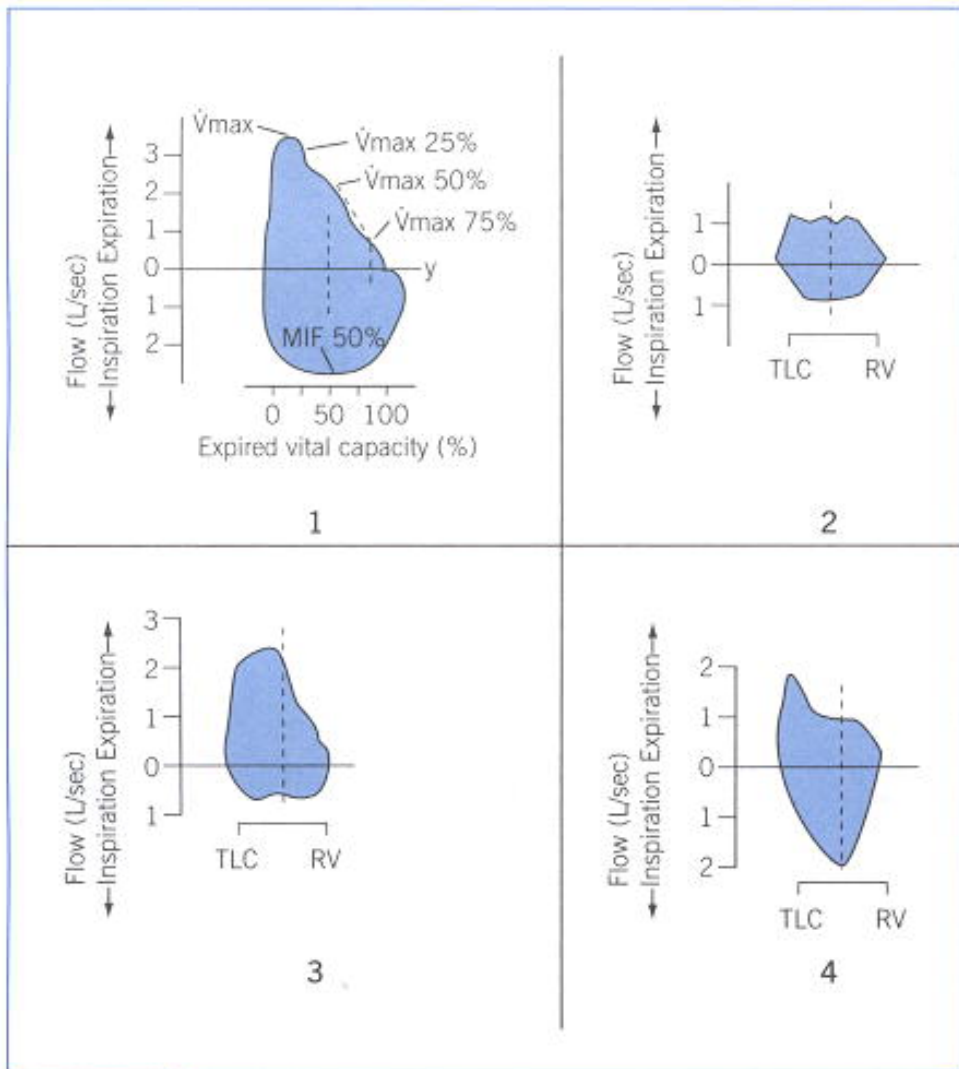 V̇max
V̇max 25%
V̇max 50%
V̇max 75%
3
2
1
0
1
2
y
MIF 50%
Flow (L/sec)
←Inspiration Expiration→
0 50 100
Expired vital capacity (%)
1
1
0
1
Flow (L/sec)
←Inspiration Expiration→
TLC RV
2
3
2
1
0
1
Flow (L/sec)
←Inspiration Expiration→
TLC RV
3
2
1
0
1
2
Flow (L/sec)
←Inspiration Expiration→
TLC RV
4